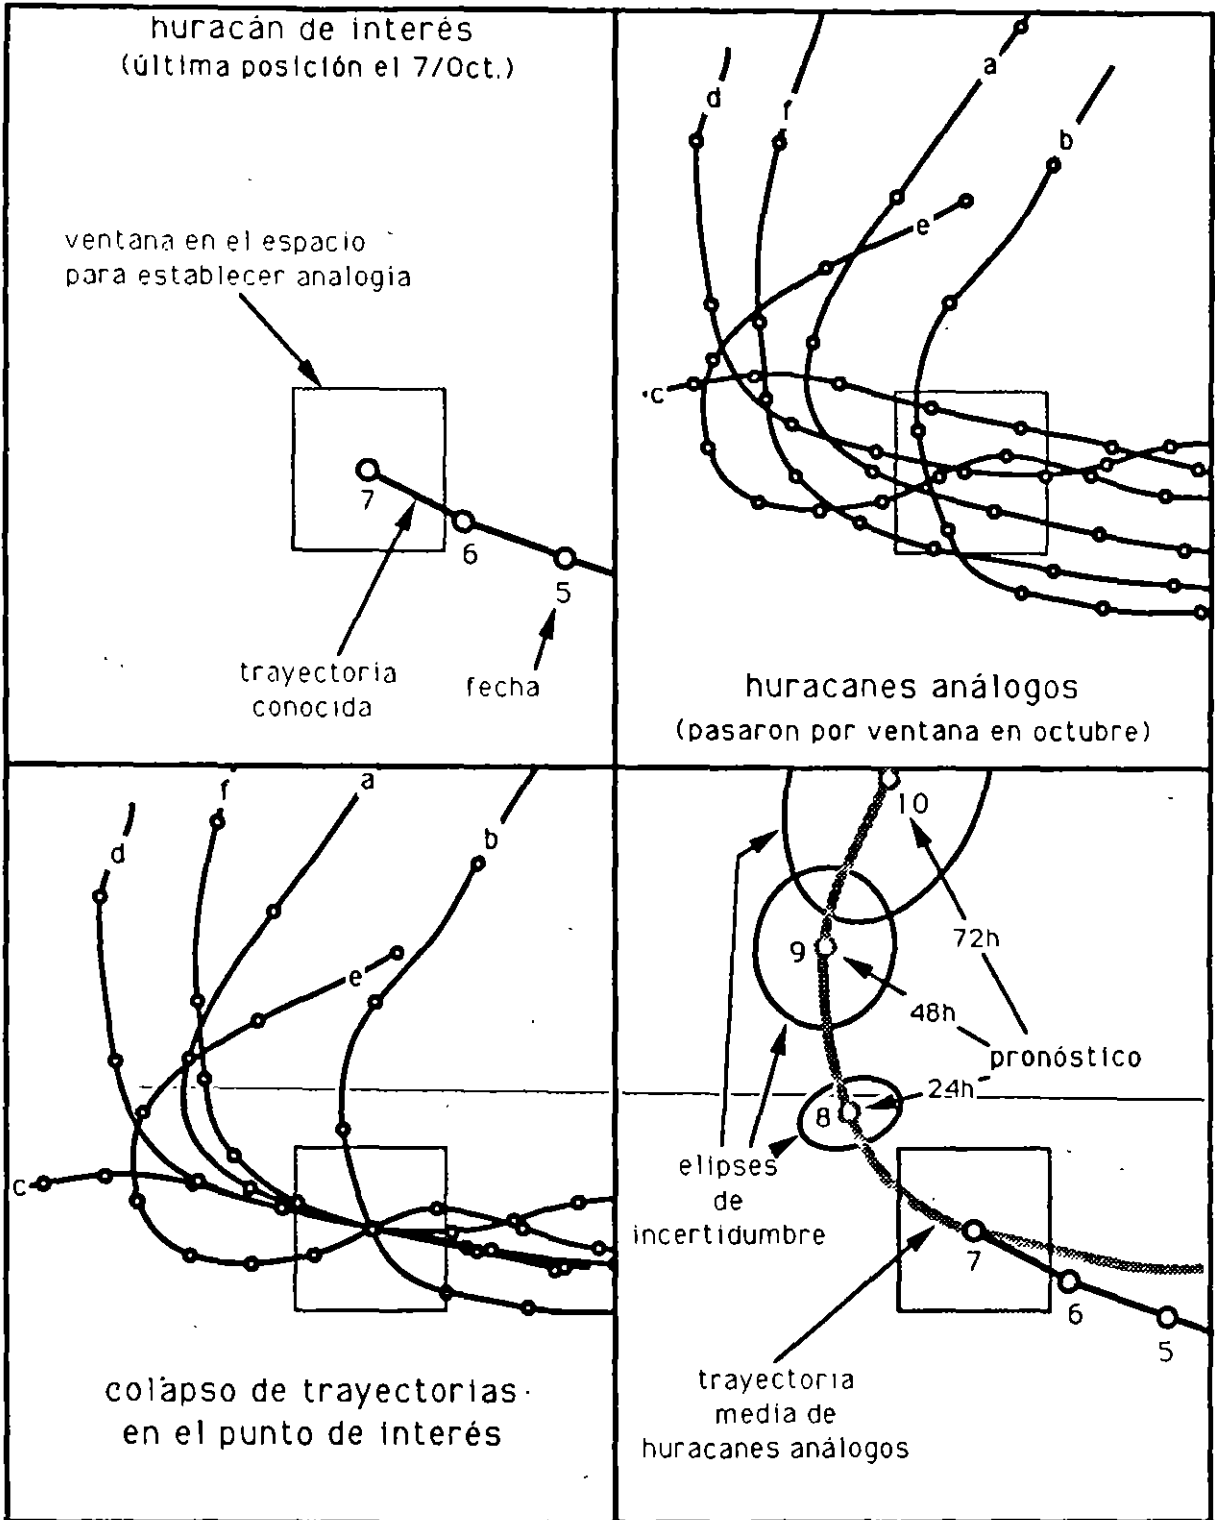 huracán de interés
(última posición el 7/Oct.)
ventana en el espacio
para establecer analogia
7
6
5
trayectoria
conocida
fecha
d
f
a
b
e
c
huracanes análogos
(pasaron por ventana en octubre)
f
a
d
b
e
c
colapso de trayectorias
en el punto de interés
10
72h
9
48h
pronóstico
24h
8
elipses
de
incertidumbre
7
6
5
trayectoria
media de
huracanes análogos